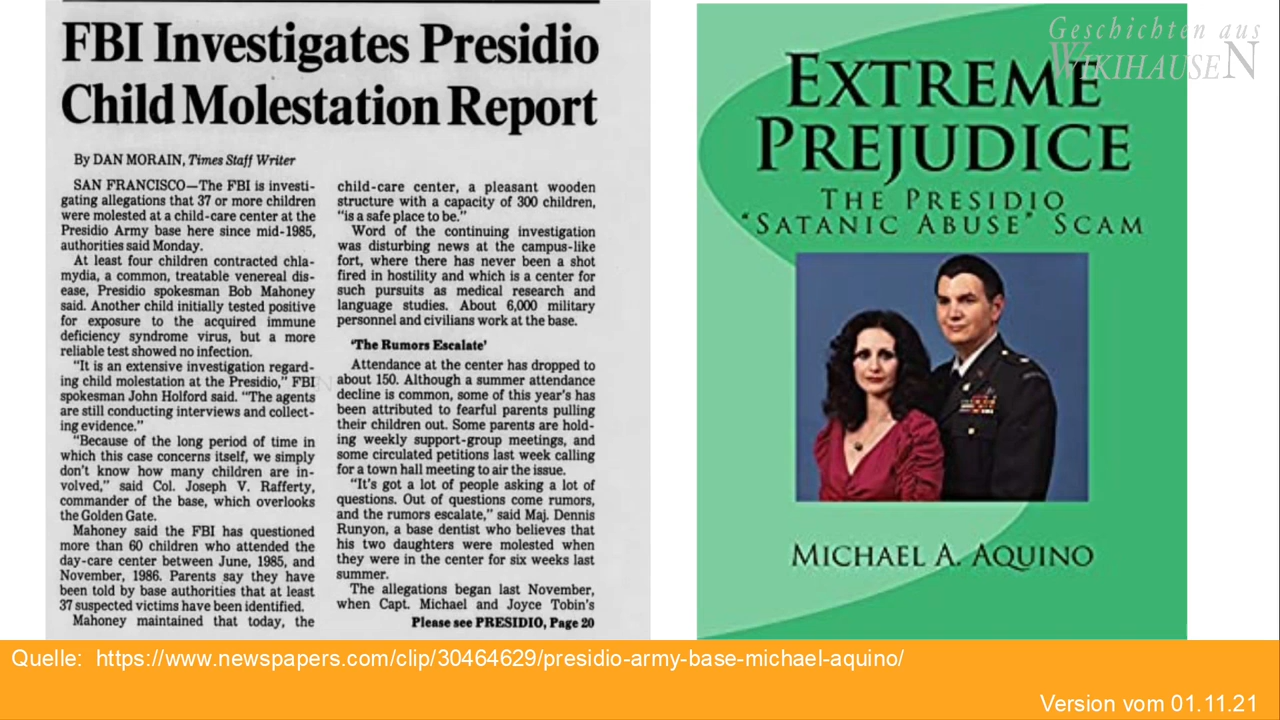 FBI Investigates Presidio
Child Molestation Report
By DAN MORAIN, Times Staff Writer
SAN FRANCISCO—The FBI is investi-
gating allegations that 37 or more children
were molested at a child-care center at the
Presidio Army base here since mid-1985,
authorities said Monday.
At least four children contracted chla-
mydia, a common, treatable venereal dis-
ease, Presidio spokesman Bob Mahoney
said. Another child initially tested positive
for exposure to the acquired immune
deficiency syndrome virus, but a more
reliable test showed no infection.
"It is an extensive investigation regard-
ing child molestation at the Presidio," FBI
spokesman John Holford said. "The agents
are still conducting interviews and collect-
ing evidence."
"Because of the long period of time in
which this case concerns itself, we simply
don't know how many children are in-
volved," said Col. Joseph V. Rafferty,
commander of the base, which overlooks
the Golden Gate.
Mahoney said the FBI has questioned
more than 60 children who attended the
day-care center between June, 1985, and
November, 1986. Parents say they have
been told by base authorities that at least
37 suspected victims have been identified.
Mahoney maintained that today, the
child-care center, a pleasant wooden
structure with a capacity of 300 children,
"is a safe place to be."
Word of the continuing investigation
was disturbing news at the campus-like
fort, where there has never been a shot
fired in hostility and which is a center for
such pursuits as medical research and
language studies. About 6,000 military
personnel and civilians work at the base.
'The Rumors Escalate'
Attendance at the center has dropped to
about 150. Although a summer attendance
decline is common, some of this year's has
been attributed to fearful parents pulling
their children out. Some parents are hold-
ing weekly support-group meetings, and
some circulated petitions last week calling
for a town hall meeting to air the issue.
"It's got a lot of people asking a lot of
questions. Out of questions come rumors,
and the rumors escalate," said Maj. Dennis
Runyon, a base dentist who believes that
his two daughters were molested when
they were in the center for six weeks last
summer.
The allegations began last November,
when Capt. Michael and Joyce Tobin's
Please see PRESIDIO, Page 20
Geschichten aus
WIKIHAUSEN
EXTREME
PREJUDICE
THE PRESIDIO
"SATANIC ABUSE" SCAM
MICHAEL A. AQUINO
Quelle: https://www.newspapers.com/clip/30464629/presidio-army-base-michael-aquino/
Version vom 01.11.21